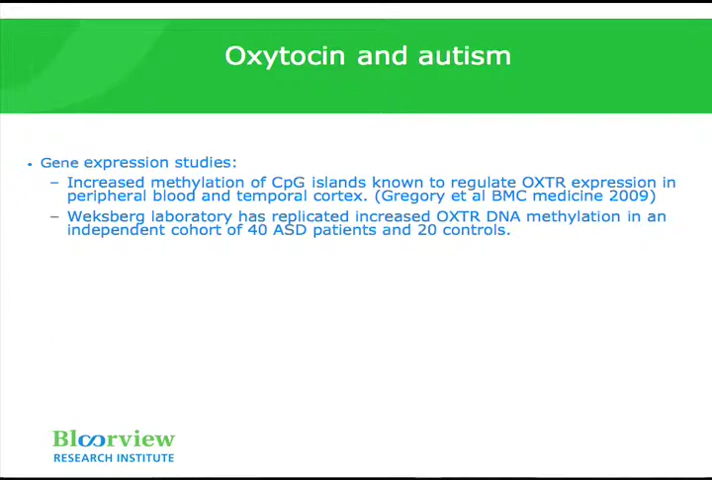 Oxytocin and autism
• Gene expression studies:
– Increased methylation of CpG islands known to regulate OXTR expression in
peripheral blood and temporal cortex. (Gregory et al BMC medicine 2009)
– Weksberg laboratory has replicated increased OXTR DNA methylation in an
independent cohort of 40 ASD patients and 20 controls.
Bloorview
RESEARCH INSTITUTE